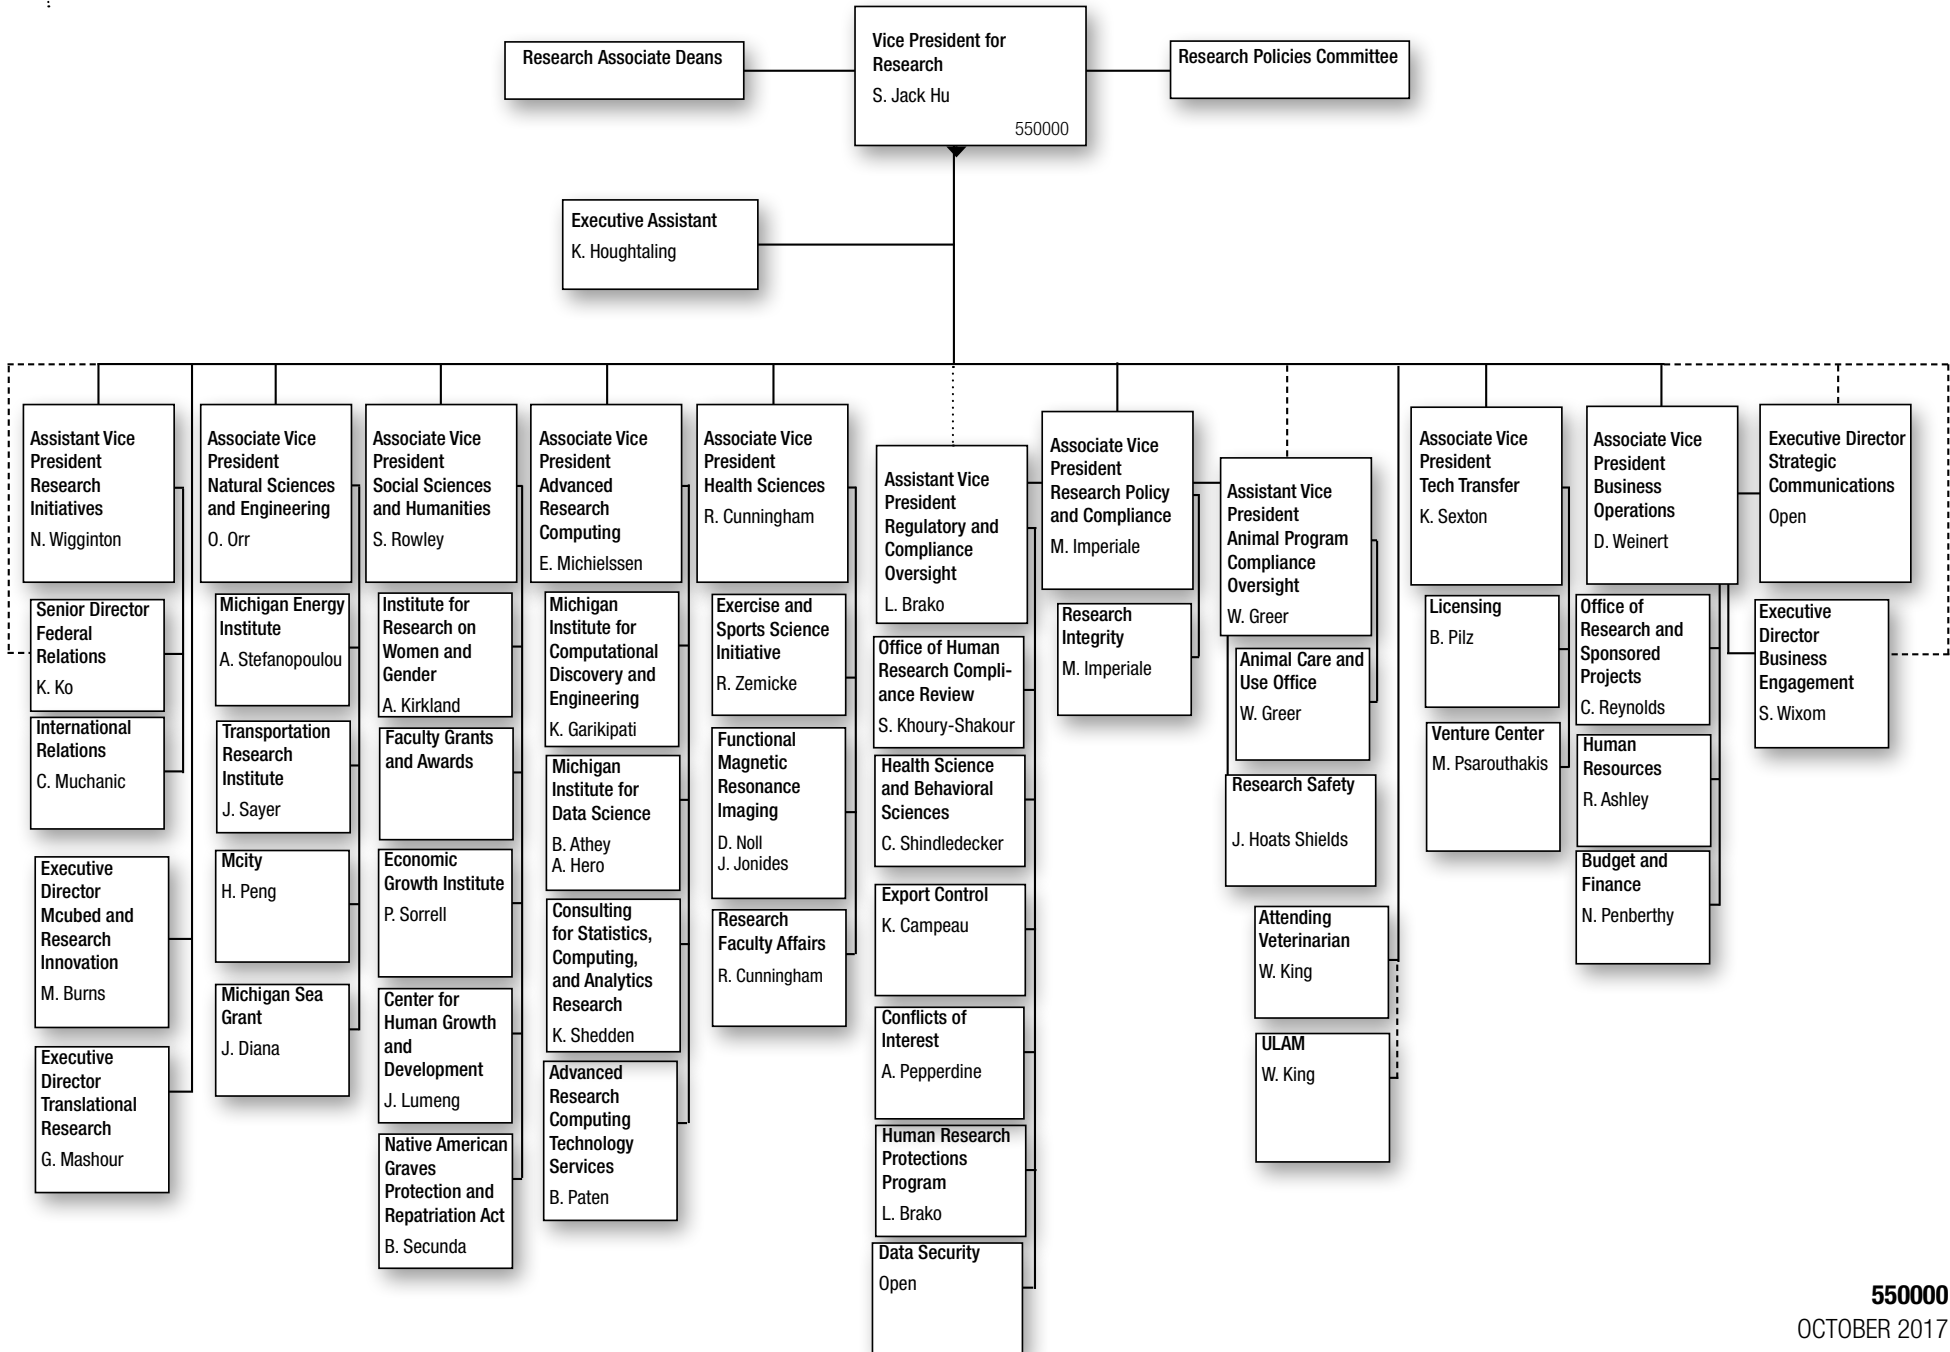 Research Associate Deans
Vice President for
Research
S. Jack Hu
550000
Research Policies Committee
Executive Assistant
K. Houghtaling
Assistant Vice
President
Research
Initiatives
N. Wigginton
Senior Director
Federal
Relations
K. Ko
International
Relations
C. Muchanic
Executive
Director
Mcubed and
Research
Innovation
M. Burns
Executive
Director
Translational
Research
G. Mashour
Associate Vice
President
Natural Sciences
and Engineering
O. Orr
Michigan Energy
Institute
A. Stefanopoulou
Transportation
Research
Institute
J. Sayer
Mcity
H. Peng
Michigan Sea
Grant
J. Diana
Associate Vice
President
Social Sciences
and Humanities
S. Rowley
Institute for
Research on
Women and
Gender
A. Kirkland
Faculty Grants
and Awards
Economic
Growth Institute
P. Sorrell
Center for
Human Growth
and
Development
J. Lumeng
Native American
Graves
Protection and
Repatriation Act
B. Secunda
Associate Vice
President
Advanced
Research
Computing
E. Michielssen
Michigan
Institute for
Computational
Discovery and
Engineering
K. Garikipati
Michigan
Institute for
Data Science
B. Athey
A. Hero
Consulting
for Statistics,
Computing,
and Analytics
Research
K. Shedden
Advanced
Research
Computing
Technology
Services
B. Paten
Associate Vice
President
Health Sciences
R. Cunningham
Exercise and
Sports Science
Initiative
R. Zemicke
Functional
Magnetic
Resonance
Imaging
D. Noll
J. Jonides
Research
Faculty Affairs
R. Cunningham
Assistant Vice
President
Regulatory and
Compliance
Oversight
L. Brako
Office of Human
Research Compli-
ance Review
S. Khoury-Shakour
Health Science
and Behavioral
Sciences
C. Shindledecker
Export Control
K. Campeau
Conflicts of
Interest
A. Pepperdine
Human Research
Protections
Program
L. Brako
Data Security
Open
Associate Vice
President
Research Policy
and Compliance
M. Imperiale
Research
Integrity
M. Imperiale
Assistant Vice
President
Animal Program
Compliance
Oversight
W. Greer
Animal Care and
Use Office
W. Greer
Research Safety
J. Hoats Shields
Attending
Veterinarian
W. King
ULAM
W. King
Associate Vice
President
Tech Transfer
K. Sexton
Licensing
B. Pilz
Venture Center
M. Psarouthakis
Associate Vice
President
Business
Operations
D. Weinert
Office of
Research and
Sponsored
Projects
C. Reynolds
Human
Resources
R. Ashley
Budget and
Finance
N. Penberthy
Executive Director
Strategic
Communications
Open
Executive
Director
Business
Engagement
S. Wixom
550000
OCTOBER 2017